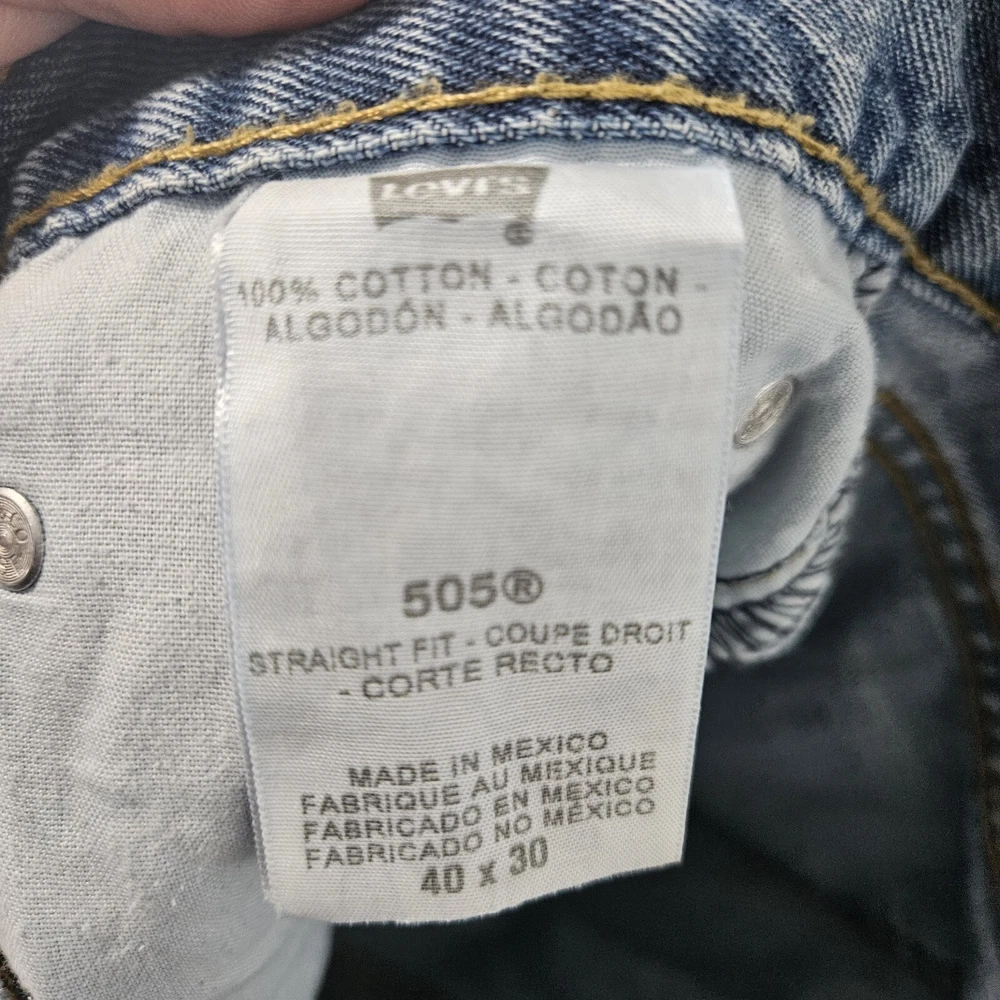 Levi's
®
100% COTTON - COTON -
ALGODÓN - ALGODÃO
505®
STRAIGHT FIT - COUPE DROIT
- CORTE RECTO
MADE IN MEXICO
FABRIQUE AU MEXIQUE
FABRICADO EN MÉXICO
FABRICADO NO MÉXICO
40 x 30